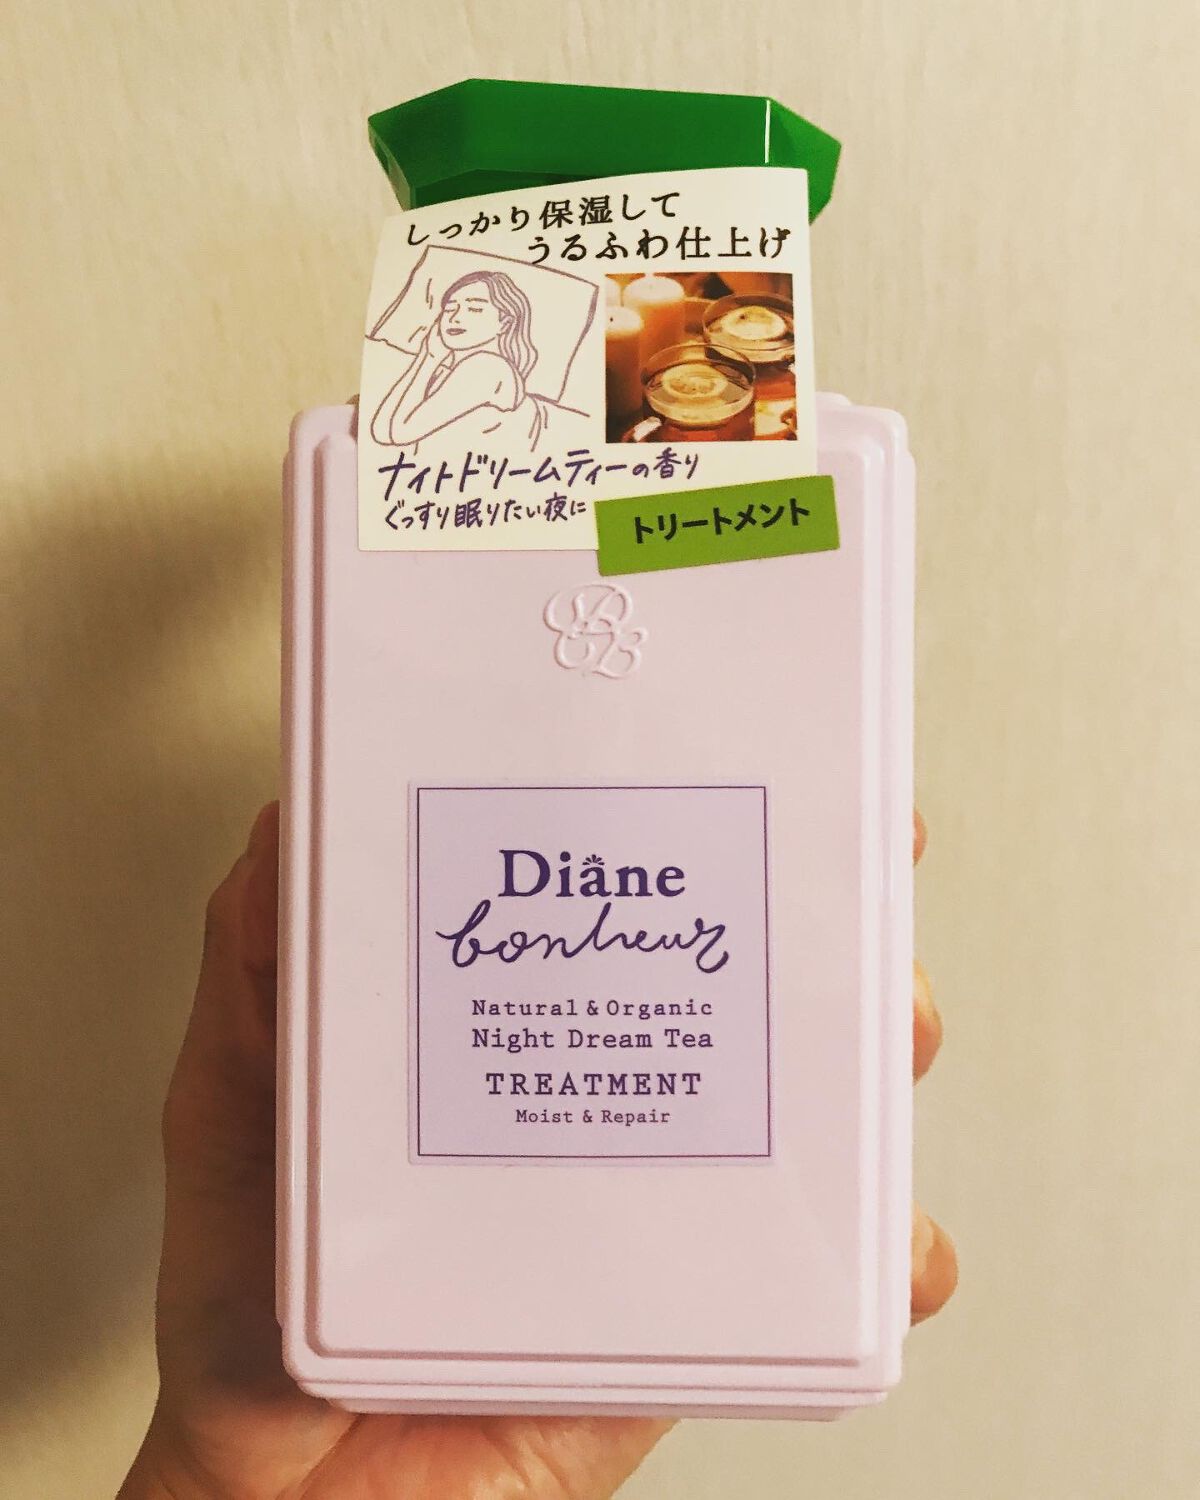 しっかり保湿して
うるふわ仕上げ
ナイトドリームティーの香り
ぐっすり眠りたい夜に
トリートメント
Diane
bonheur
Natural & Organic
Night Dream Tea
TREATMENT
Moist & Repair